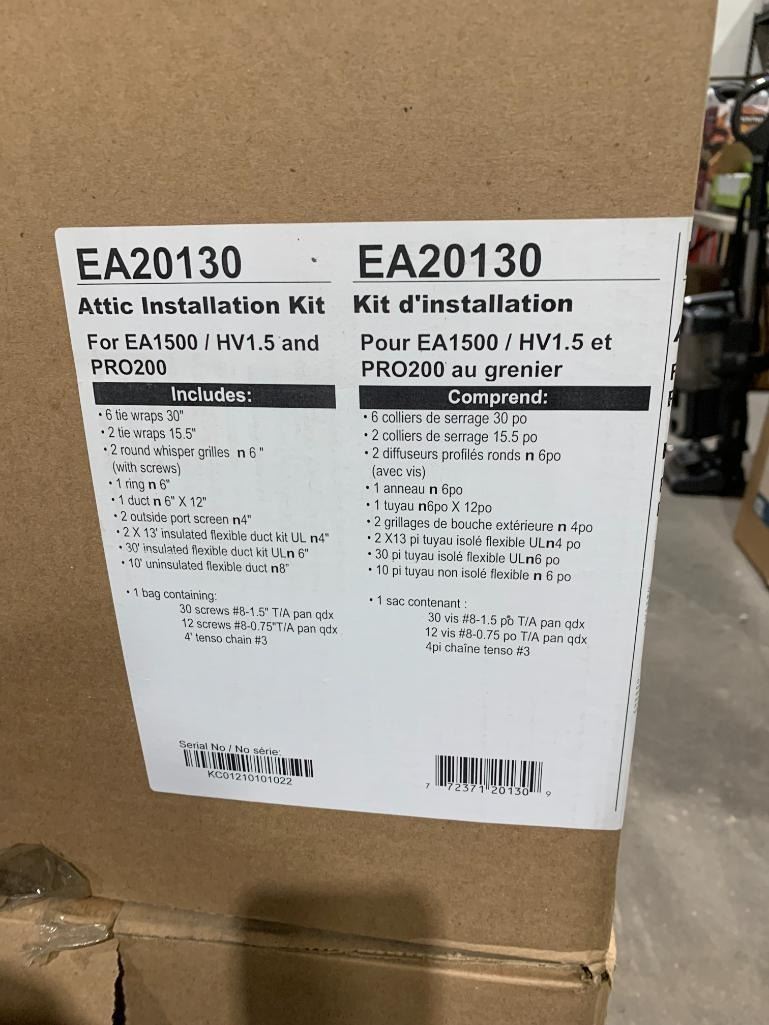 EA20130
Attic Installation Kit
For EA1500 / HV1.5 and
PRO200
Includes:
• 6 tie wraps 30"
• 2 tie wraps 15.5"
• 2 round whisper grilles n 6"
(with screws)
• 1 ring n 6"
• 1 duct n 6" X 12"
• 2 outside port screen n4"
• 2 X 13' insulated flexible duct kit UL n4"
• 30' insulated flexible duct kit ULn 6"
• 10' uninsulated flexible duct n8"
• 1 bag containing:
30 screws #8-1.5" T/A pan qdx
12 screws #8-0.75"T/A pan qdx
4' tenso chain #3
Serial No / No série:
KC01210101022
EA20130
Kit d'installation
Pour EA1500 / HV1.5 et
PRO200 au grenier
Comprend:
• 6 colliers de serrage 30 po
• 2 colliers de serrage 15.5 po
• 2 diffuseurs profilés ronds n 6po
(avec vis)
• 1 anneau n 6po
• 1 tuyau n6po X 12po
• 2 grillages de bouche extérieure n 4po
• 2 X13 pi tuyau isolé flexible ULn4 po
• 30 pi tuyau isolé flexible ULn6 po
• 10 pi tuyau non isolé flexible n 6 po
• 1 sac contenant :
30 vis #8-1.5 po T/A pan qdx
12 vis #8-0.75 po T/A pan qdx
4pi chaîne tenso #3
7 72371 20130 9